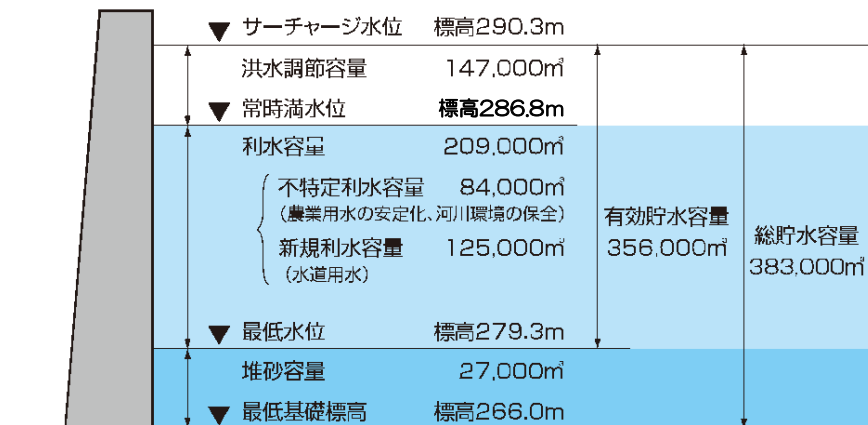 ▼ サーチャージ水位 標高290.3m
洪水調節容量 147,000㎥
▼ 常時満水位 標高286.8m
利水容量 209,000㎥
不特定利水容量 84,000㎥
（農業用水の安定化、河川環境の保全）
新規利水容量 125,000㎥
（水道用水）
有効貯水容量
356,000㎥
総貯水容量
383,000㎥
▼ 最低水位 標高279.3m
堆砂容量 27,000㎥
▼ 最低基礎標高 標高266.0m